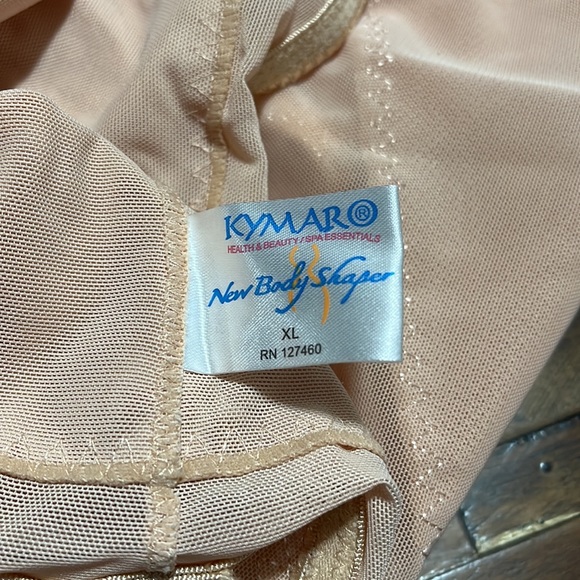 KYMARO®
HEALTH & BEAUTY / SPA ESSENTIALS
New Body Shaper
XL
RN 127460